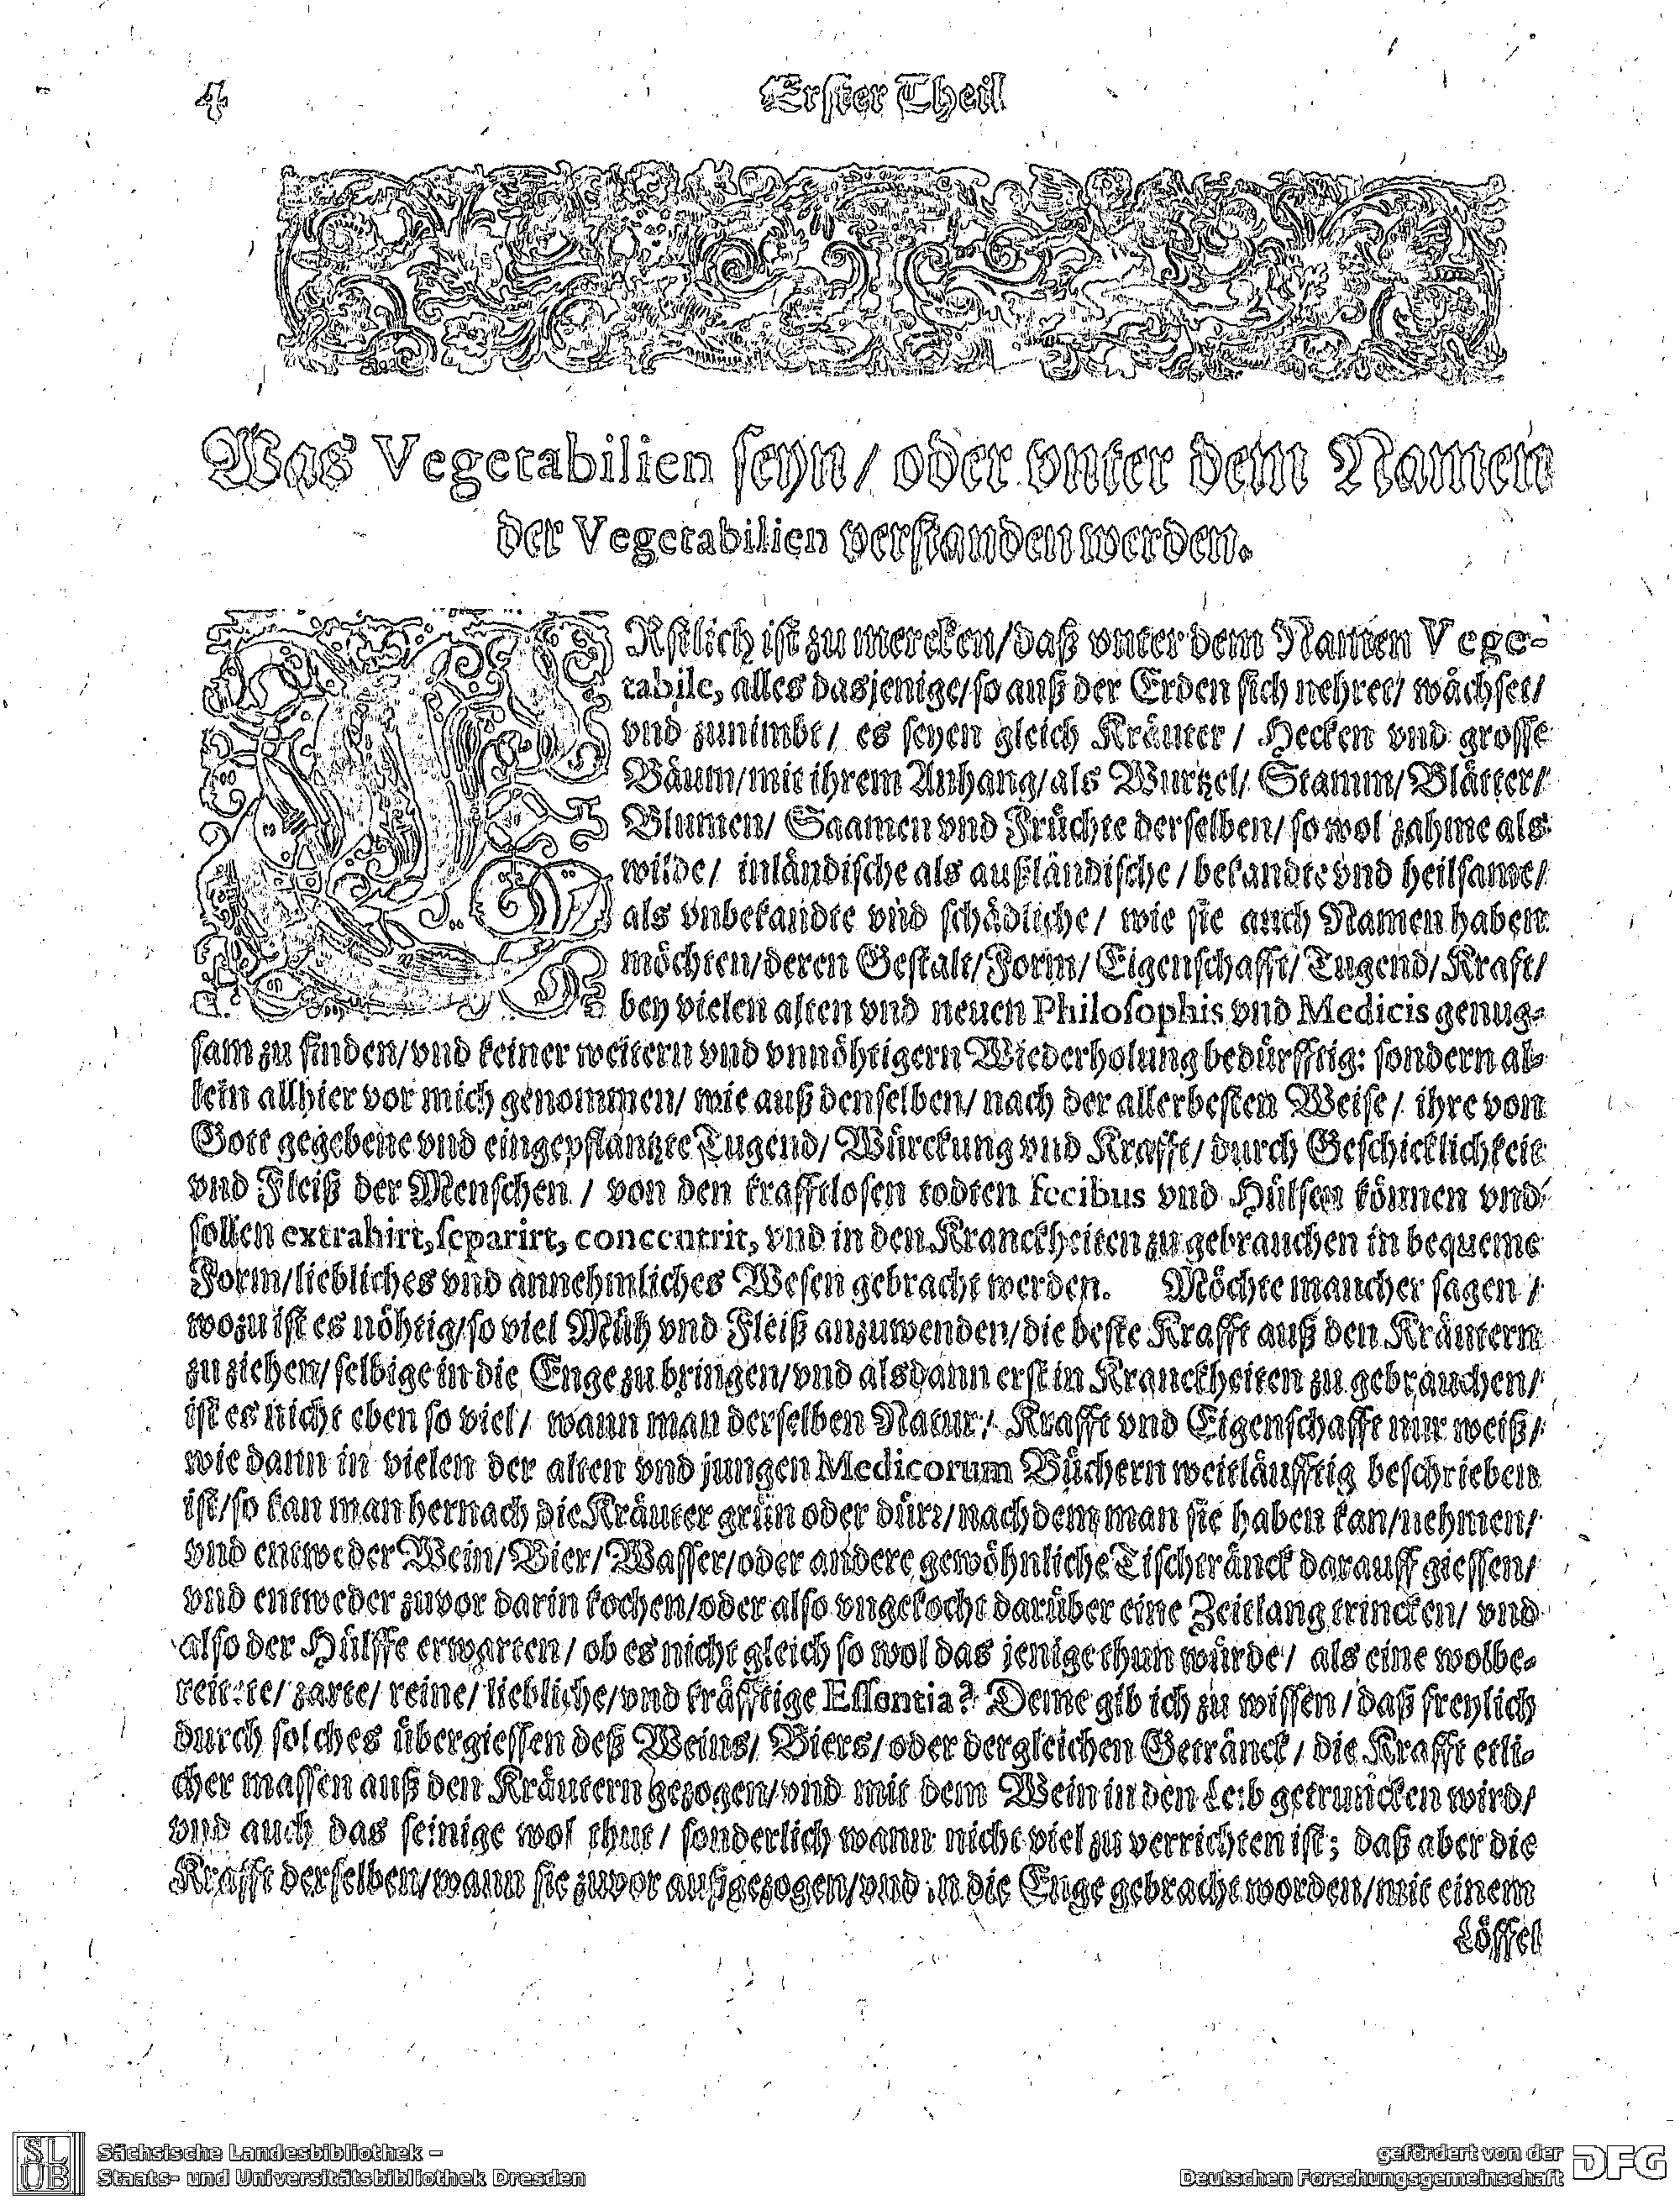 4
Erster Theil
Was Vegetabilien seyn/ oder vnter dem Namen
der Vegetabilien verstanden werden.
ERstlich ist zu mercken/daß vnter dem Namen Vege-
tabile, alles dasjenige/so auß der Erden sich nehret/ wächset/
vnd zunimbt/ es seyen gleich Kräuter/ Hecken vnd grosse
Bäum/mit ihrem Anhang/als Wurtzel/ Stamm/Blätter/
Blumen/ Saamen vnd Früchte derselben/ so wol zahme als
wilde/ inländische als außländische/ bekandte vnd heilsame/
als vnbekandte vnd schädliche/ wie sie auch Namen haben
möchten/deren Gestalt/Form/Eigenschafft/Tugend/Kraft/
bey vielen alten vnd neuen Philosophis vnd Medicis genug-
sam zu finden/vnd keiner weitern vnd vnnöhtigern Wiederholung bedürfftig: sondern al-
lein allhier vor mich genommen/ wie auß denselben/ nach der allerbesten Weise/ ihre von
Gott gegebene vnd eingepflantzte Tugend/ Würckung vnd Krafft/ durch Geschicklichkeit
vnd Fleiß der Menschen/ von den krafftlosen todten fecibus vnd Hülsen können vnd
sollen extrahirt, separirt, concentrit, vnd in den Kranckheiten zu gebrauchen in bequeme
Form/liebliches vnd annehmliches Wesen gebracht werden. Möchte mancher sagen/
wozu ist es nöhtig/so viel Müh vnd Fleiß anzuwenden/die beste Krafft auß den Kräutern
zu ziehen/selbige in die Enge zu bringen/vnd alsdann erst in Kranckheiten zu gebrauchen/
ist es nicht eben so viel/ wann man derselben Natur/ Krafft vnd Eigenschafft nur weiß/
wie dann in vielen der alten vnd jungen Medicorum Büchern weitläufftig beschrieben
ist/so kan man hernach die Kräuter grün oder dürr/nach dem man sie haben kan/nehmen/
vnd entweder Wein/Bier/Wasser/oder andere gewöhnliche Tischtränck darauff giessen/
vnd entweder zuvor darin kochen/oder also vngekocht darüber eine Zeitlang trincken/ vnd
also der Hülffe erwarten/ ob es nicht gleich so wol das jenige thun würde/ als eine wolbe-
reitete/ zarte/ reine/ liebliche/vnd kräfftige Essentia? Deme gib ich zu wissen/daß freylich
durch solches übergiessen deß Weins/ Biers/oder dergleichen Getränck/ die Krafft etli-
cher massen auß den Kräutern gezogen/vnd mit dem Wein in den Leib getruncken wird/
vnd auch das seinige wol thut/ sonderlich wann nicht viel zu verrichten ist; daß aber die
Krafft derselben/wann sie zuvor außgezogen/vnd in die Enge gebracht worden/mit einem
Löffel
SLUB
Sächsische Landesbibliothek –
Staats- und Universitätsbibliothek Dresden
gefördert von der
Deutschen Forschungsgemeinschaft
DFG